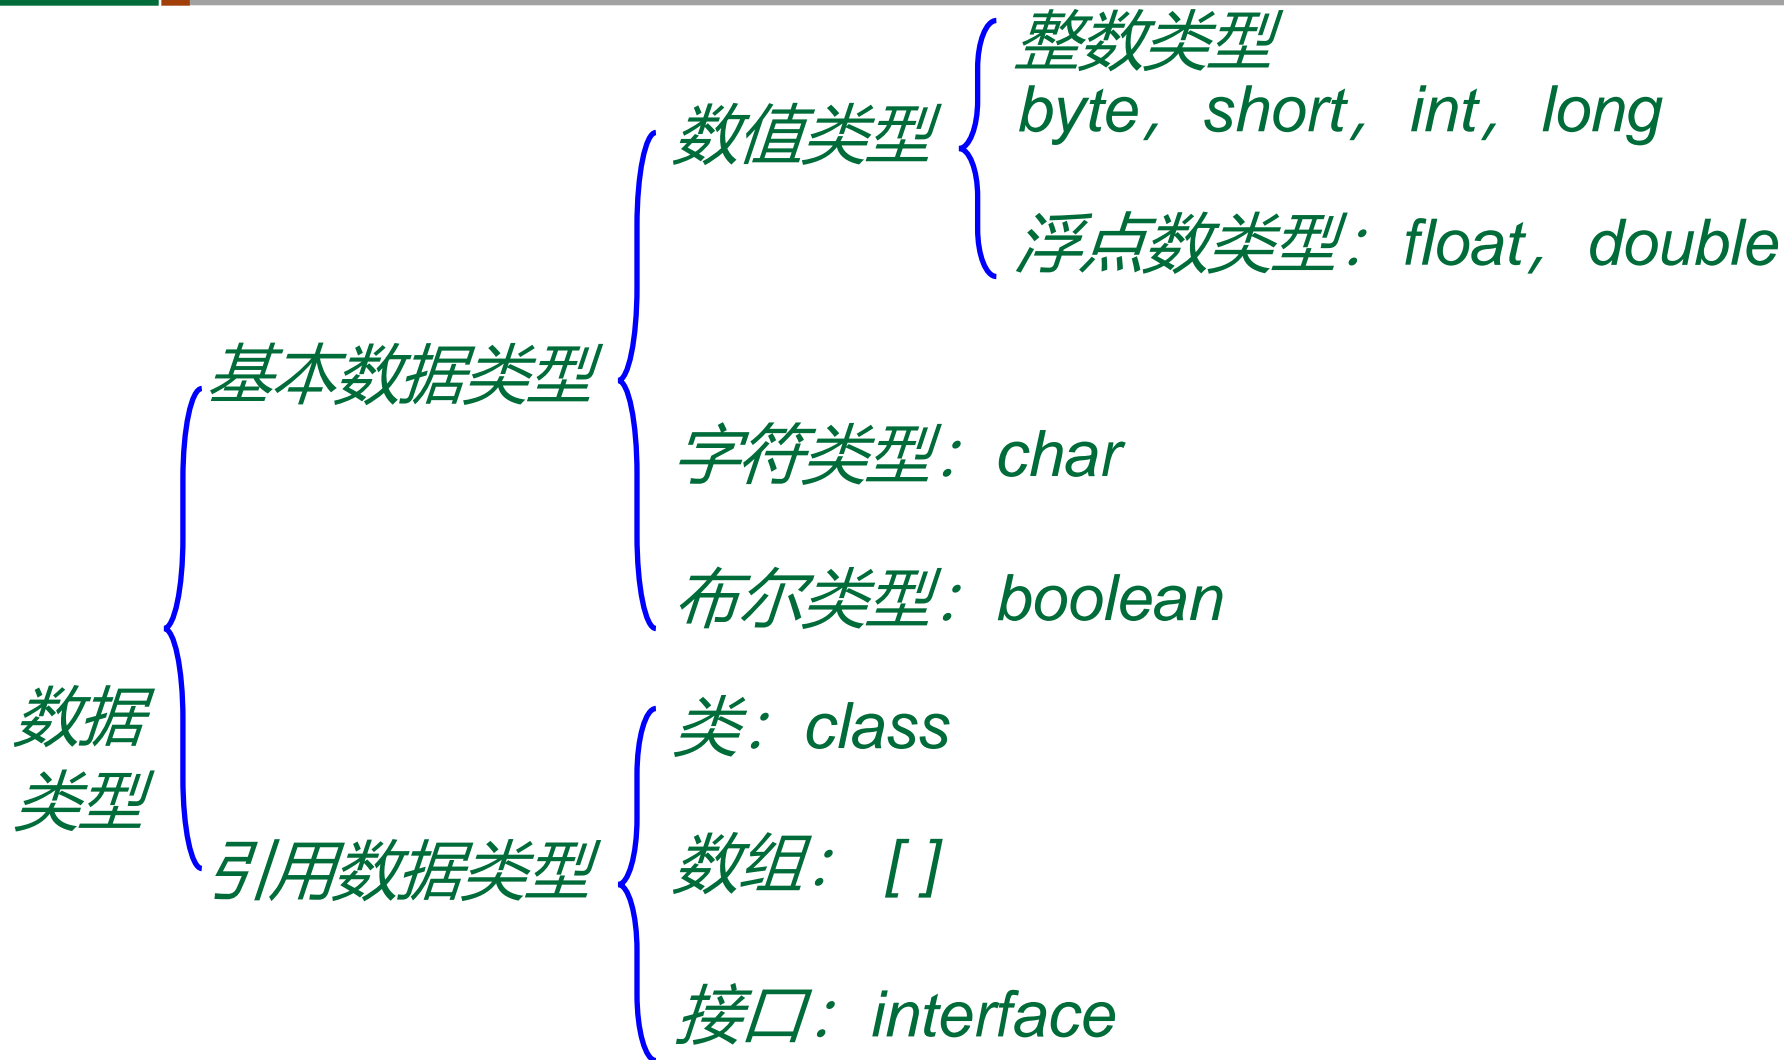 整数类型
byte，short，int，long
数值类型
浮点数类型：float，double
基本数据类型
字符类型：char
布尔类型：boolean
数据
类型
类：class
数组：[ ]
引用数据类型
接口：interface